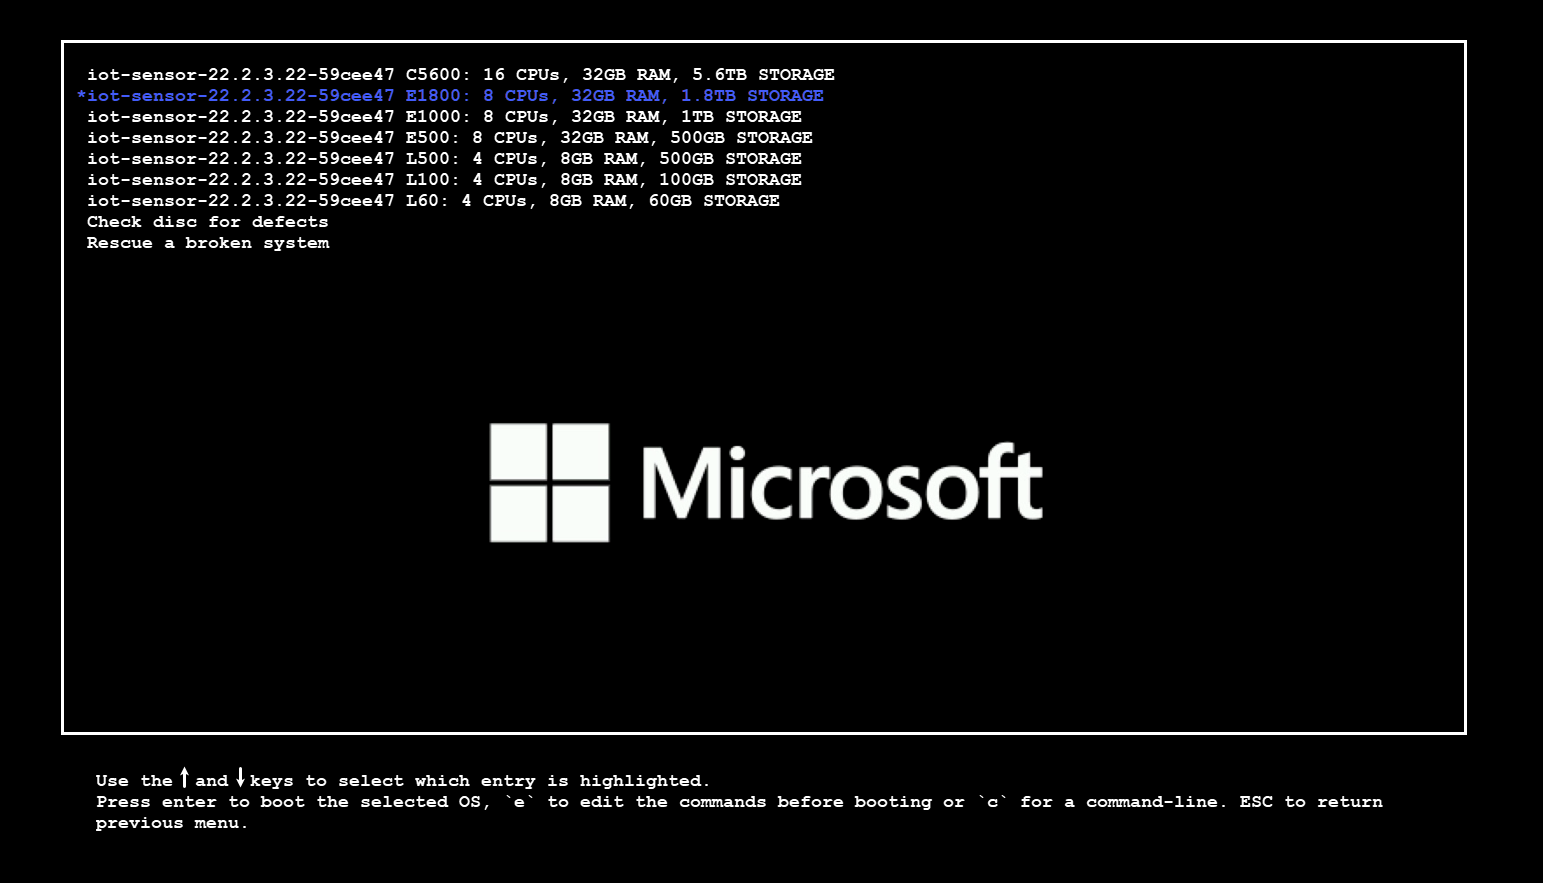 iot-sensor-22.2.3.22-59cee47 C5600: 16 CPUs, 32GB RAM, 5.6TB STORAGE
*iot-sensor-22.2.3.22-59cee47 E1800: 8 CPUs, 32GB RAM, 1.8TB STORAGE
iot-sensor-22.2.3.22-59cee47 E1000: 8 CPUs, 32GB RAM, 1TB STORAGE
iot-sensor-22.2.3.22-59cee47 E500: 8 CPUs, 32GB RAM, 500GB STORAGE
iot-sensor-22.2.3.22-59cee47 L500: 4 CPUs, 8GB RAM, 500GB STORAGE
iot-sensor-22.2.3.22-59cee47 L100: 4 CPUs, 8GB RAM, 100GB STORAGE
iot-sensor-22.2.3.22-59cee47 L60: 4 CPUs, 8GB RAM, 60GB STORAGE
Check disc for defects
Rescue a broken system
Microsoft
Use the ↑ and ↓ keys to select which entry is highlighted.
Press enter to boot the selected OS, `e` to edit the commands before booting or `c` for a command-line. ESC to return
previous menu.